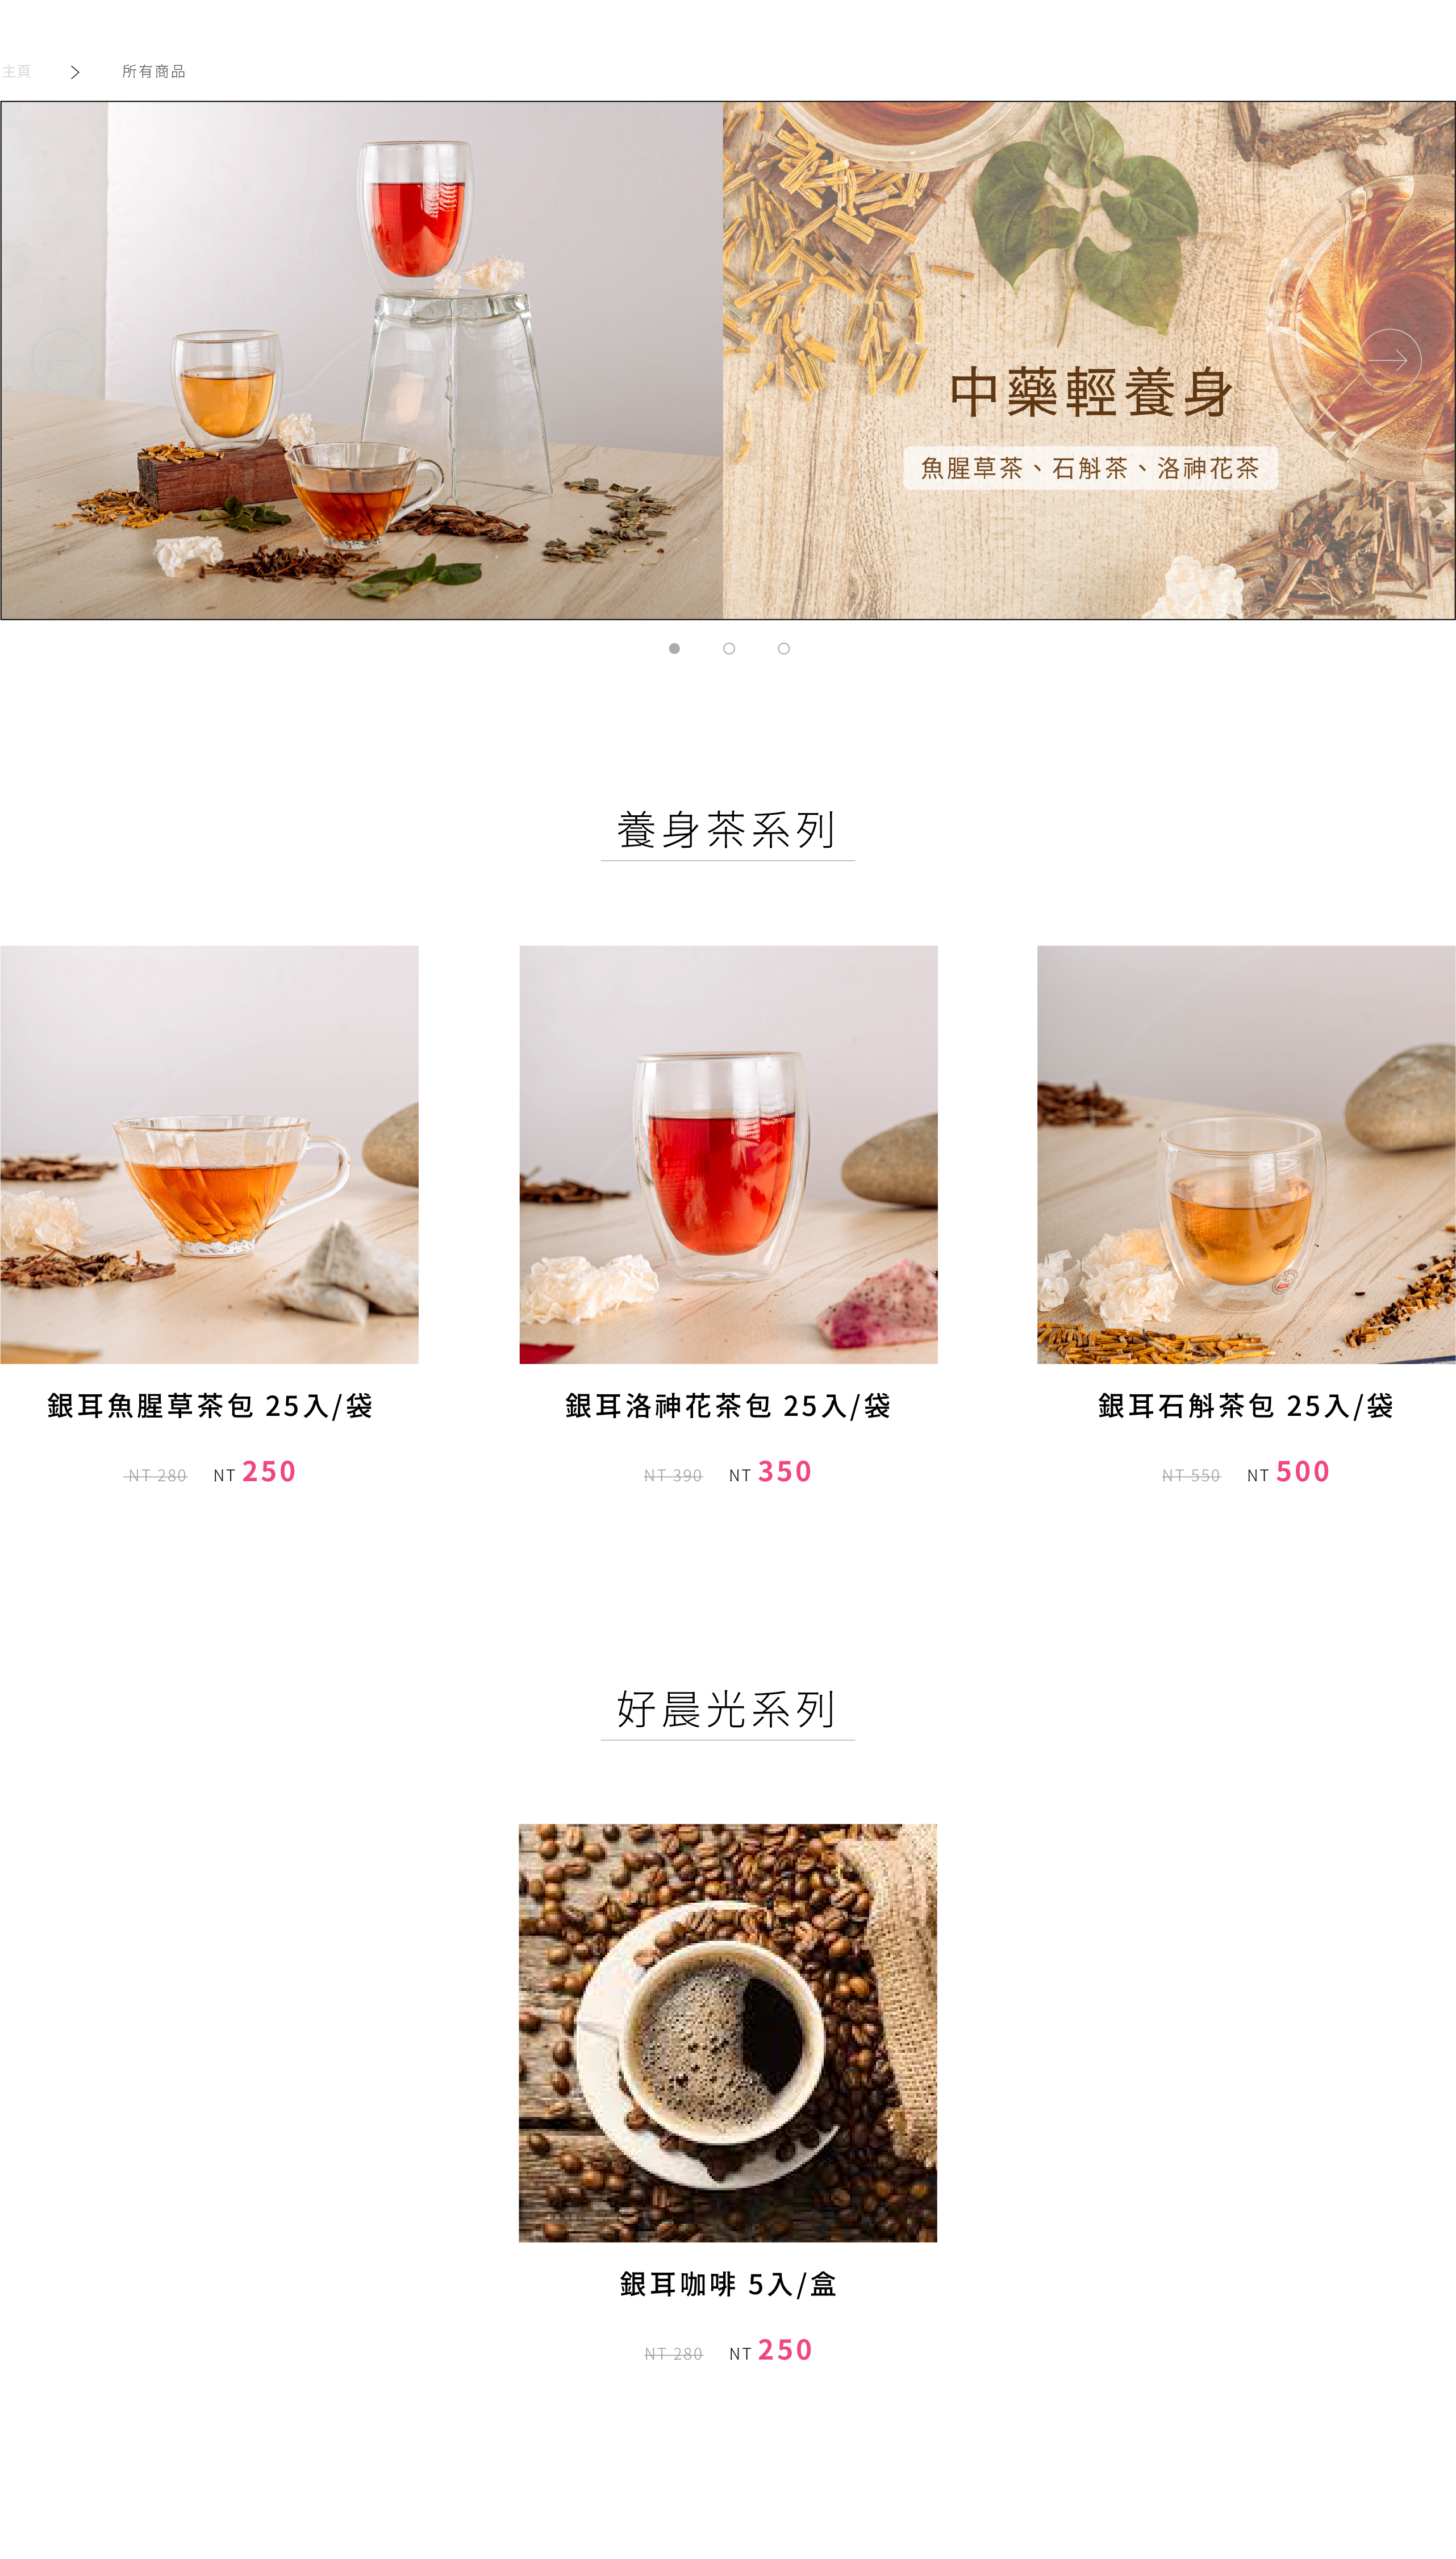 主頁 > 所有商品
中藥輕養身
魚腥草茶、石斛茶、洛神花茶
養身茶系列
銀耳魚腥草茶包 25入/袋
NT 280 NT 250
銀耳洛神花茶包 25入/袋
NT 390 NT 350
銀耳石斛茶包 25入/袋
NT 550 NT 500
好晨光系列
銀耳咖啡 5入/盒
NT 280 NT 250